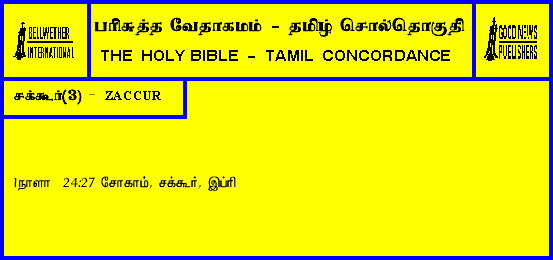 BELLWETHER
INTERNATIONAL
பரிசுத்த வேதாகமம் - தமிழ் சொல்தொகுதி
THE HOLY BIBLE - TAMIL CONCORDANCE
GOOD NEWS
PUBLISHERS
சக்கூர்(3) - ZACCUR
1நாளா 24:27 சோகாம், சக்கூர், இப்ரி